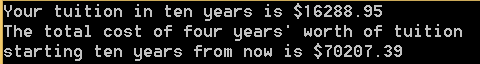 Your tuition in ten years is $16288.95
The total cost of four years' worth of tuition
starting ten years from now is $70207.39